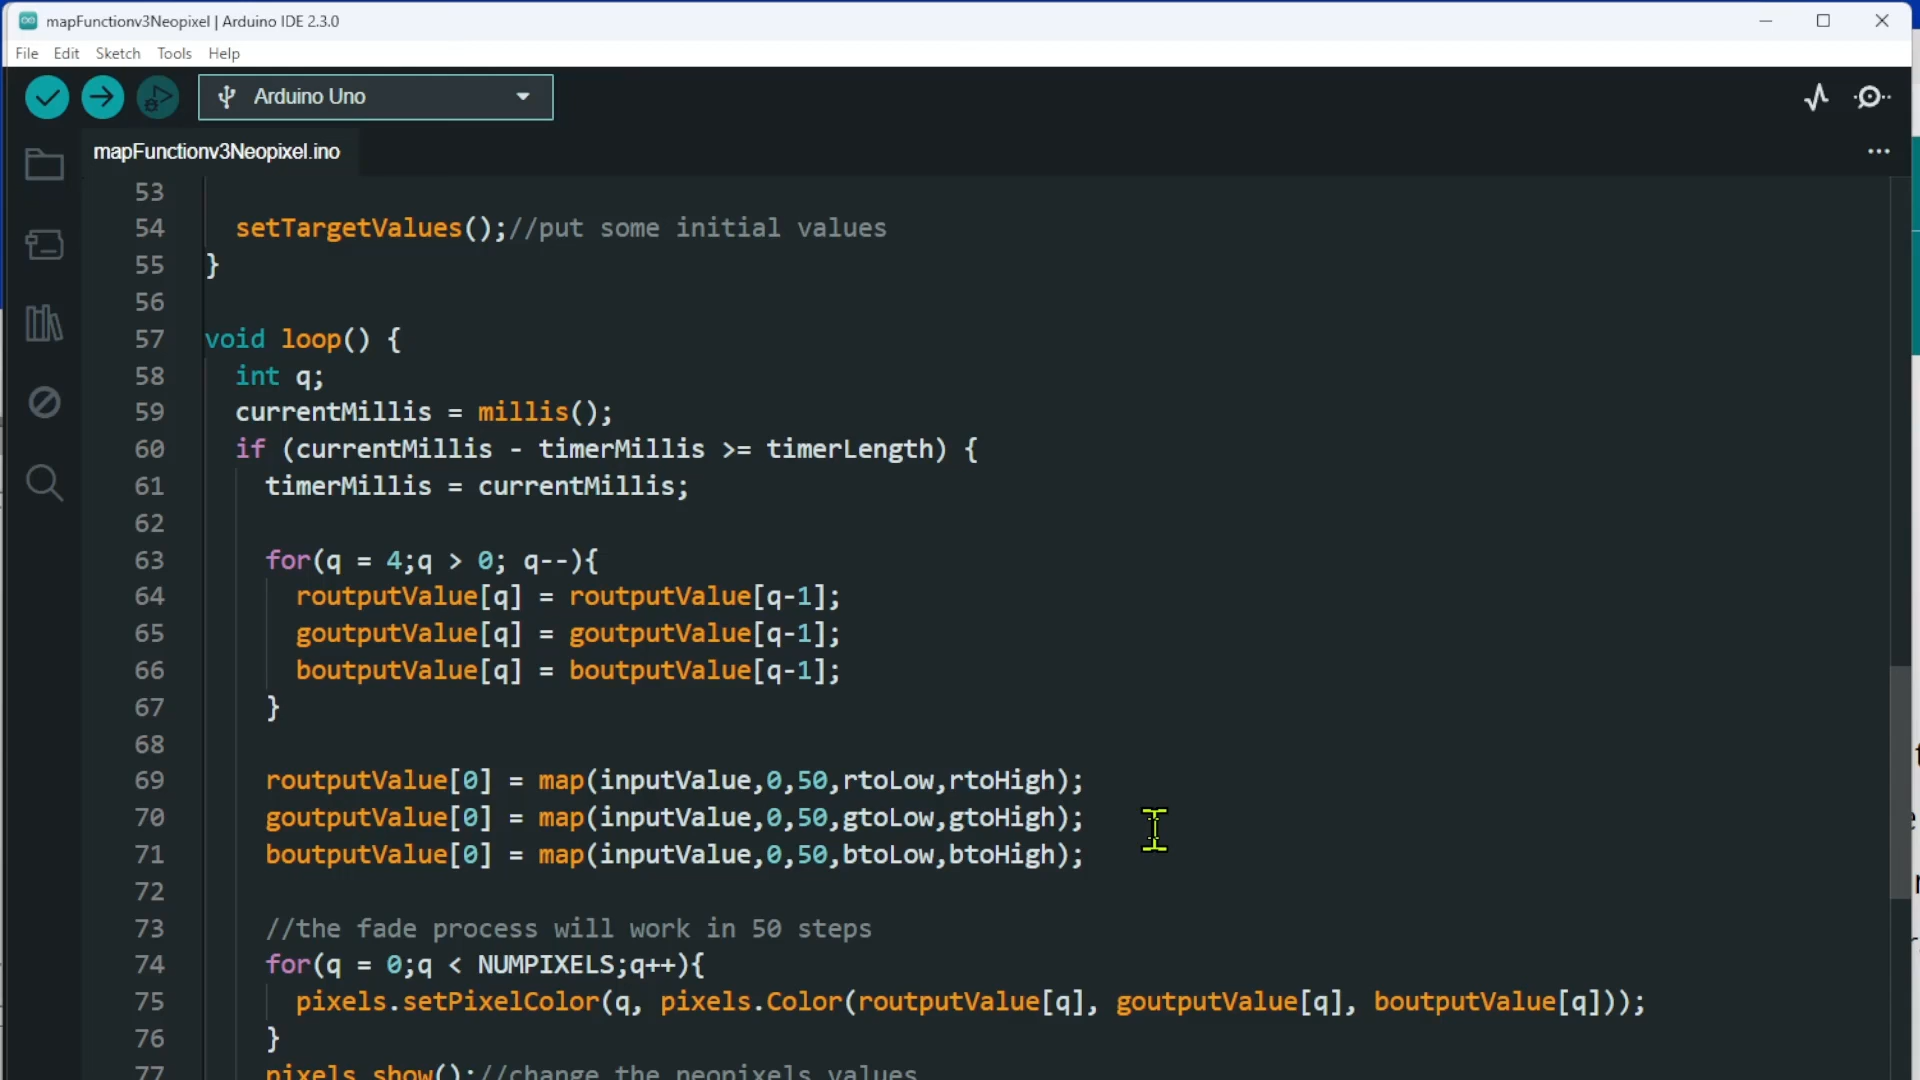 mapFunctionv3Neopixel | Arduino IDE 2.3.0
File Edit Sketch Tools Help
Arduino Uno
mapFunctionv3Neopixel.ino
53
54 setTargetValues();//put some initial values
55 }
56
57 void loop() {
58 int q;
59 currentMillis = millis();
60 if (currentMillis - timerMillis >= timerLength) {
61 timerMillis = currentMillis;
62
63 for(q = 4;q > 0; q--){
64 routputValue[q] = routputValue[q-1];
65 goutputValue[q] = goutputValue[q-1];
66 boutputValue[q] = boutputValue[q-1];
67 }
68
69 routputValue[0] = map(inputValue,0,50,rtoLow,rtoHigh);
70 goutputValue[0] = map(inputValue,0,50,gtoLow,gtoHigh);
71 boutputValue[0] = map(inputValue,0,50,btoLow,btoHigh);
72
73 //the fade process will work in 50 steps
74 for(q = 0;q < NUMPIXELS;q++){
75 pixels.setPixelColor(q, pixels.Color(routputValue[q], goutputValue[q], boutputValue[q]));
76 }
77 pixels.show();//change the neopixels values